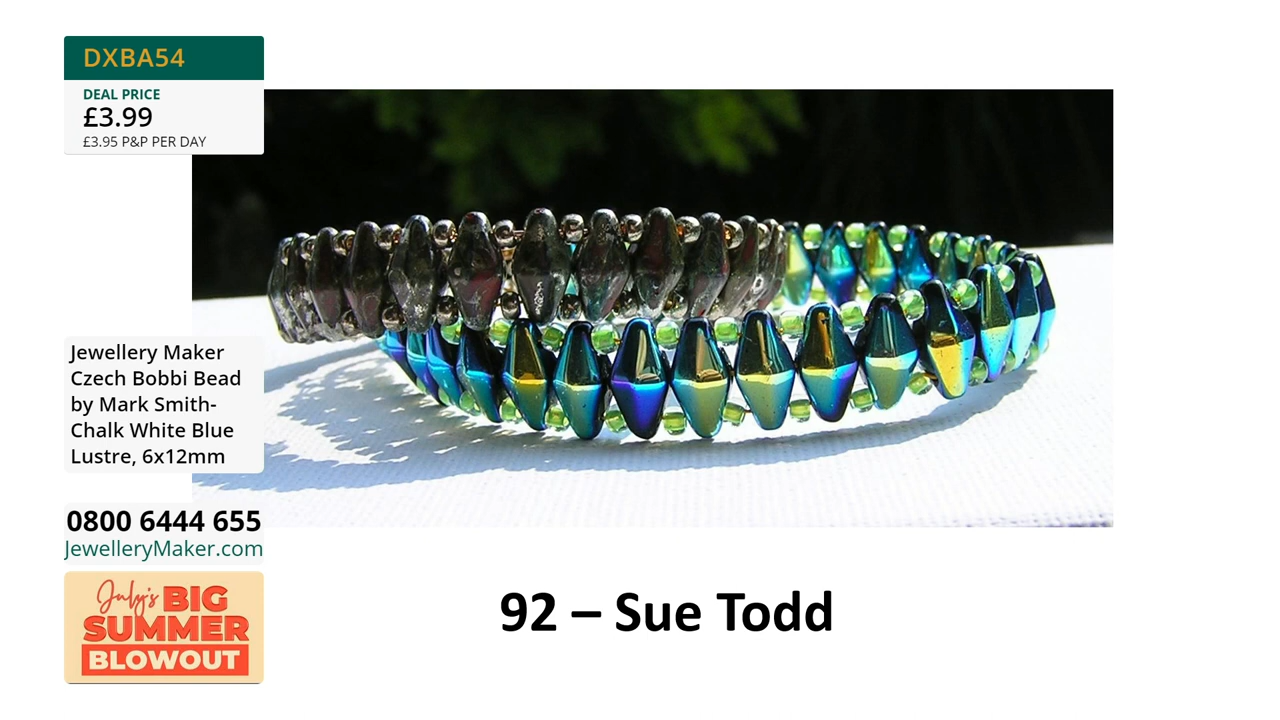 DXBA54
DEAL PRICE
£3.99
£3.95 P&P PER DAY
Jewellery Maker
Czech Bobbi Bead
by Mark Smith-
Chalk White Blue
Lustre, 6x12mm
0800 6444 655
JewelleryMaker.com
July's BIG
SUMMER
BLOWOUT
92 – Sue Todd